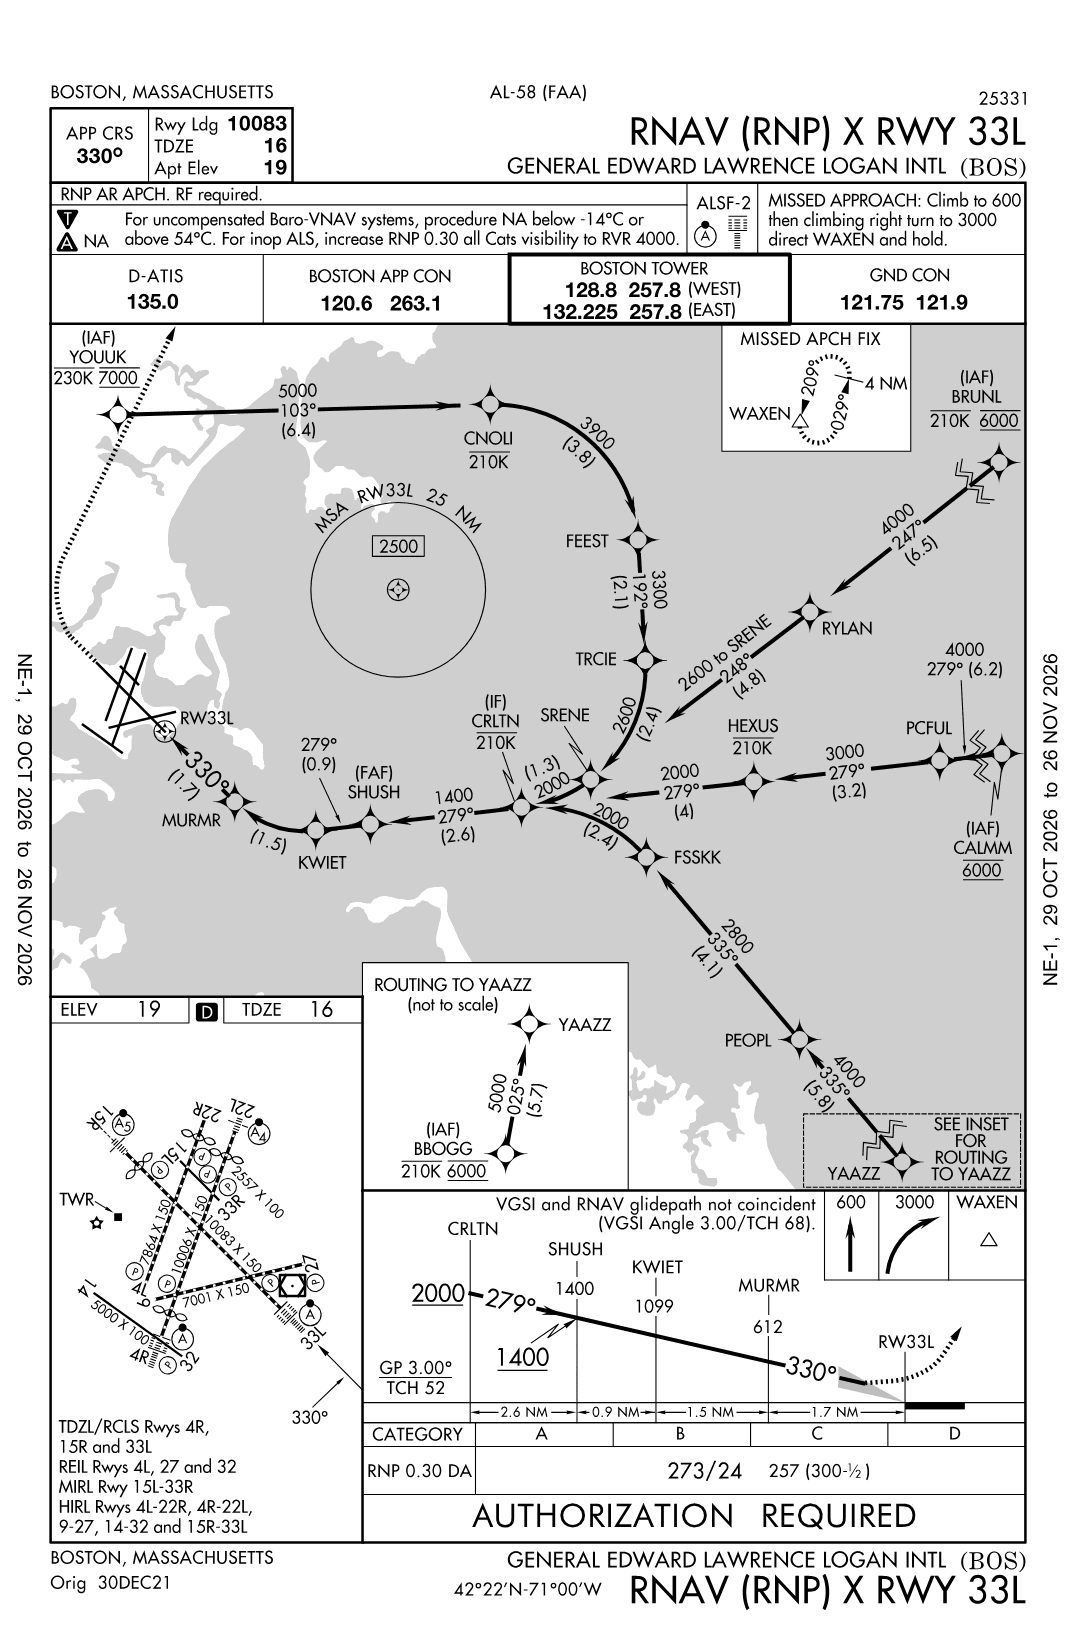 BOSTON, MASSACHUSETTS
AL-58 (FAA)
25331
APP CRS
330°
Rwy Ldg 10083
TDZE 16
Apt Elev 19
RNAV (RNP) X RWY 33L
GENERAL EDWARD LAWRENCE LOGAN INTL (BOS)
RNP AR APCH. RF required.
T
A NA
For uncompensated Baro-VNAV systems, procedure NA below -14°C or
above 54°C. For inop ALS, increase RNP 0.30 all Cats visibility to RVR 4000.
ALSF-2
A
MISSED APPROACH: Climb to 600
then climbing right turn to 3000
direct WAXEN and hold.
D-ATIS
135.0
BOSTON APP CON
120.6 263.1
BOSTON TOWER
128.8 257.8 (WEST)
132.225 257.8 (EAST)
GND CON
121.75 121.9
(IAF)
YOUUK
230K 7000
5000
103°
(6.4)
CNOLI
210K
3900
(3.8)
MISSED APCH FIX
WAXEN
209°
029°
4 NM
(IAF)
BRUNL
210K 6000
4000
247°
(6.5)
MSA RW33L 25 NM
2500
FEEST
3300
192°
(2.1)
RYLAN
TRCIE
2600 to SRENE
248°
(4.8)
4000
279° (6.2)
2600
(2.4)
(IF)
CRLTN
210K
SRENE
HEXUS
210K
PCFUL
RW33L
279°
(0.9)
(FAF)
SHUSH
(1.3)
2000
2000
279°
(4)
3000
279°
(3.2)
330°
(1.7)
MURMR
(1.5)
KWIET
1400
279°
(2.6)
2000
(2.4)
FSSKK
(IAF)
CALMM
6000
2800
335°
(4.1)
PEOPL
4000
335°
(5.8)
YAAZZ
SEE INSET
FOR
ROUTING
TO YAAZZ
ROUTING TO YAAZZ
(not to scale)
YAAZZ
5000
025°
(5.7)
(IAF)
BBOGG
210K 6000
NE-1, 29 OCT 2026 to 26 NOV 2026
NE-1, 29 OCT 2026 to 26 NOV 2026
ELEV 19
D
TDZE 16
15R
A5
22R
22L
A4
15L
P
P
P
P
2557 X 100
33R
TWR
7864 X 150
10006 X 150
10083 X 150
P
4L
P
9
7001 X 150
27
P
P
14
5000 X 100
A
A
4R
P
32
33L
330°
TDZL/RCLS Rwys 4R,
15R and 33L
REIL Rwys 4L, 27 and 32
MIRL Rwy 15L-33R
HIRL Rwys 4L-22R, 4R-22L,
9-27, 14-32 and 15R-33L
VGSI and RNAV glidepath not coincident
(VGSI Angle 3.00/TCH 68).
600
3000
WAXEN
CRLTN
SHUSH
1400
KWIET
1099
MURMR
612
RW33L
2000
279°
1400
330°
GP 3.00°
TCH 52
2.6 NM
0.9 NM
1.5 NM
1.7 NM
CATEGORY A B C D
RNP 0.30 DA 273/24 257 (300-½)
AUTHORIZATION REQUIRED
BOSTON, MASSACHUSETTS
Orig 30DEC21
42°22'N-71°00'W
GENERAL EDWARD LAWRENCE LOGAN INTL (BOS)
RNAV (RNP) X RWY 33L